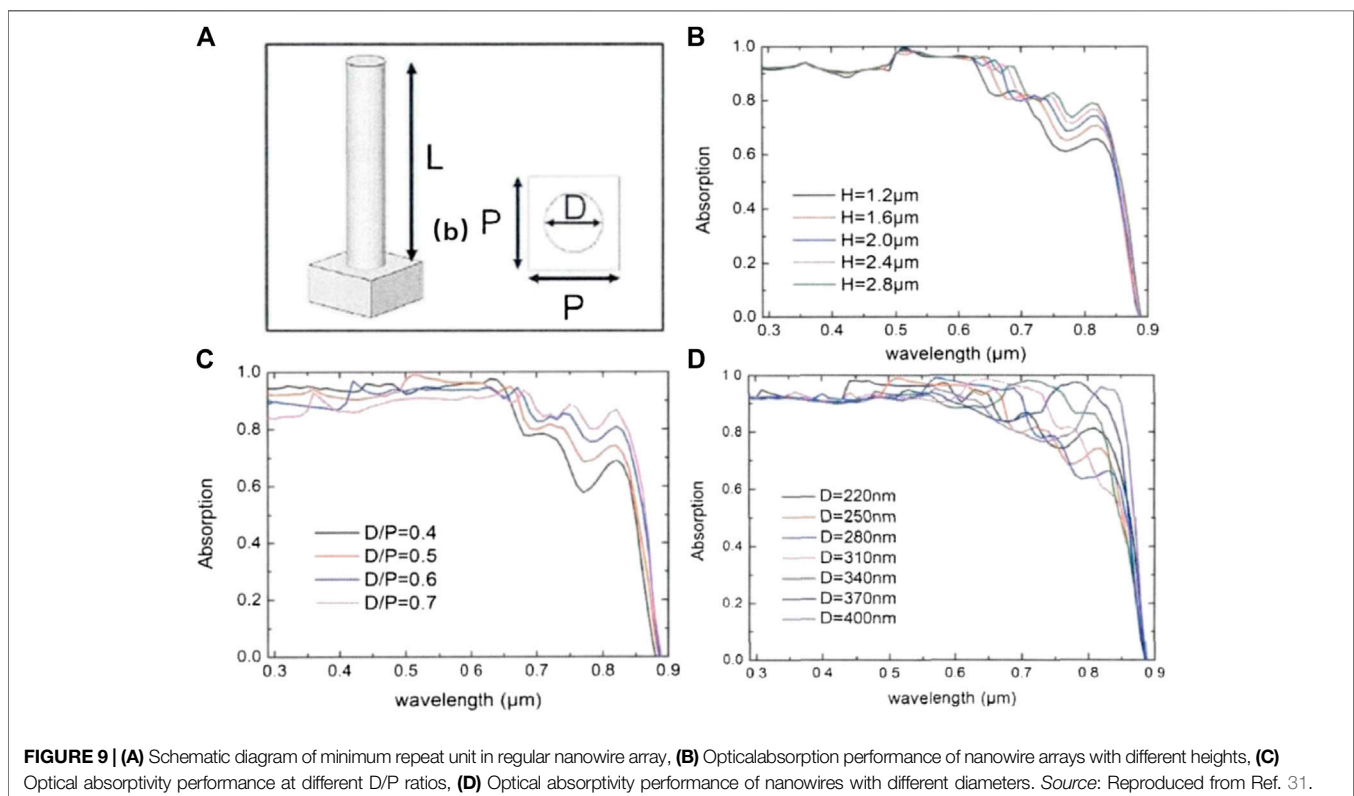 A
L
(b)
P
D
P
B
1.0
0.8
0.6
0.4
0.2
0.0
Absorption
H=1.2µm
H=1.6µm
H=2.0µm
H=2.4µm
H=2.8µm
0.3 0.4 0.5 0.6 0.7 0.8 0.9
wavelength (µm)
C
1.0
0.8
0.6
0.4
0.2
0.0
Absorption
D/P=0.4
D/P=0.5
D/P=0.6
D/P=0.7
0.3 0.4 0.5 0.6 0.7 0.8 0.9
wavelength (µm)
D
1.0
0.8
0.6
0.4
0.2
0.0
Absorption
D=220nm
D=250nm
D=280nm
D=310nm
D=340nm
D=370nm
D=400nm
0.3 0.4 0.5 0.6 0.7 0.8 0.9
wavelength (µm)
FIGURE 9 | (A) Schematic diagram of minimum repeat unit in regular nanowire array, (B) Opticalabsorption performance of nanowire arrays with different heights, (C)
Optical absorptivity performance at different D/P ratios, (D) Optical absorptivity performance of nanowires with different diameters. Source: Reproduced from Ref. 31.